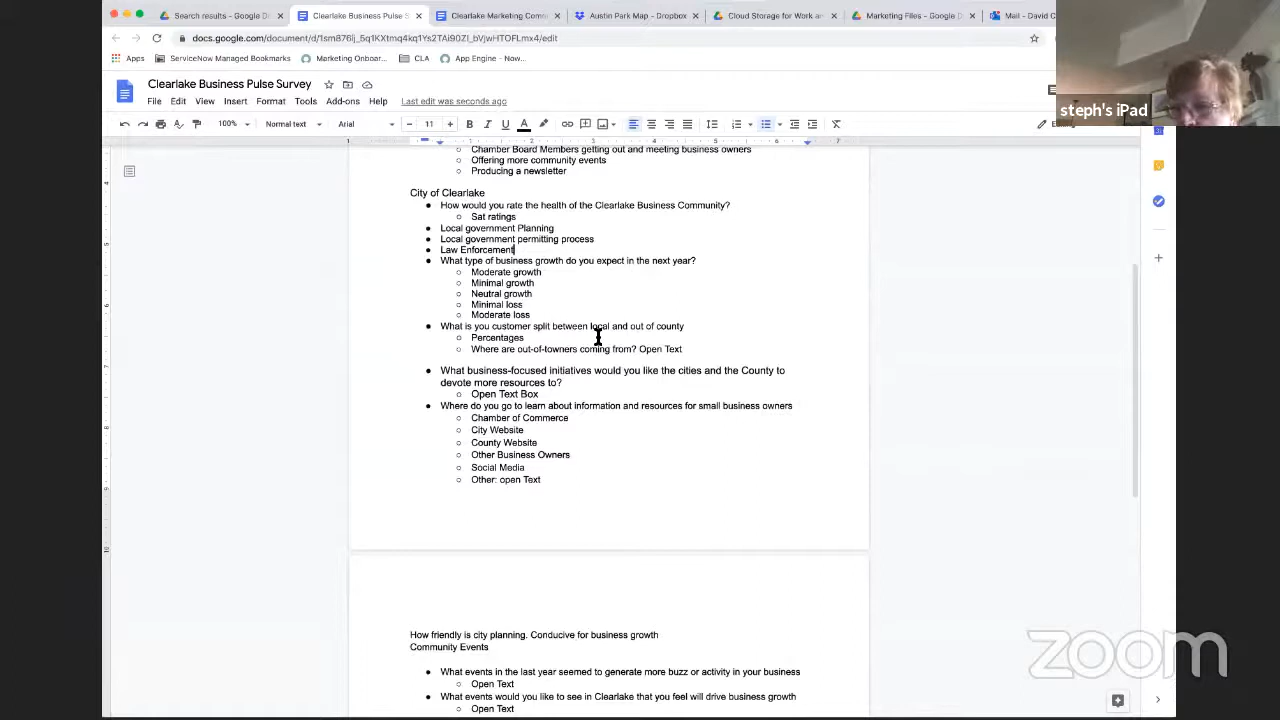 Search results - Google D
Clearlake Business Pulse S
Clearlake Marketing Com
Austin Park Map - Dropbox
Cloud Storage for Work an
Marketing Files - Google D
Mail - David C
docs.google.com/document/d/
Apps
ServiceNow Managed Bookmarks
Marketing Onboar...
CLA
App Engine - Now...
Clearlake Business Pulse Survey
File Edit View Insert Format Tools Add-ons Help Last edit was seconds ago
steph's iPad
100% Normal text Arial 11
1 1 2 3 4 5 6 7
Chamber Board Members getting out and meeting business owners
Offering more community events
Producing a newsletter
City of Clearlake
How would you rate the health of the Clearlake Business Community?
Sat ratings
Local government Planning
Local government permitting process
Law Enforcement
What type of business growth do you expect in the next year?
Moderate growth
Minimal growth
Neutral growth
Minimal loss
Moderate loss
What is you customer split between local and out of county
Percentages
Where are out-of-towners coming from? Open Text
What business-focused initiatives would you like the cities and the County to
devote more resources to?
Open Text Box
Where do you go to learn about information and resources for small business owners
Chamber of Commerce
City Website
County Website
Other Business Owners
Social Media
Other: open Text
How friendly is city planning. Conducive for business growth
Community Events
What events in the last year seemed to generate more buzz or activity in your business
Open Text
What events would you like to see in Clearlake that you feel will drive business growth
Open Text
zoom